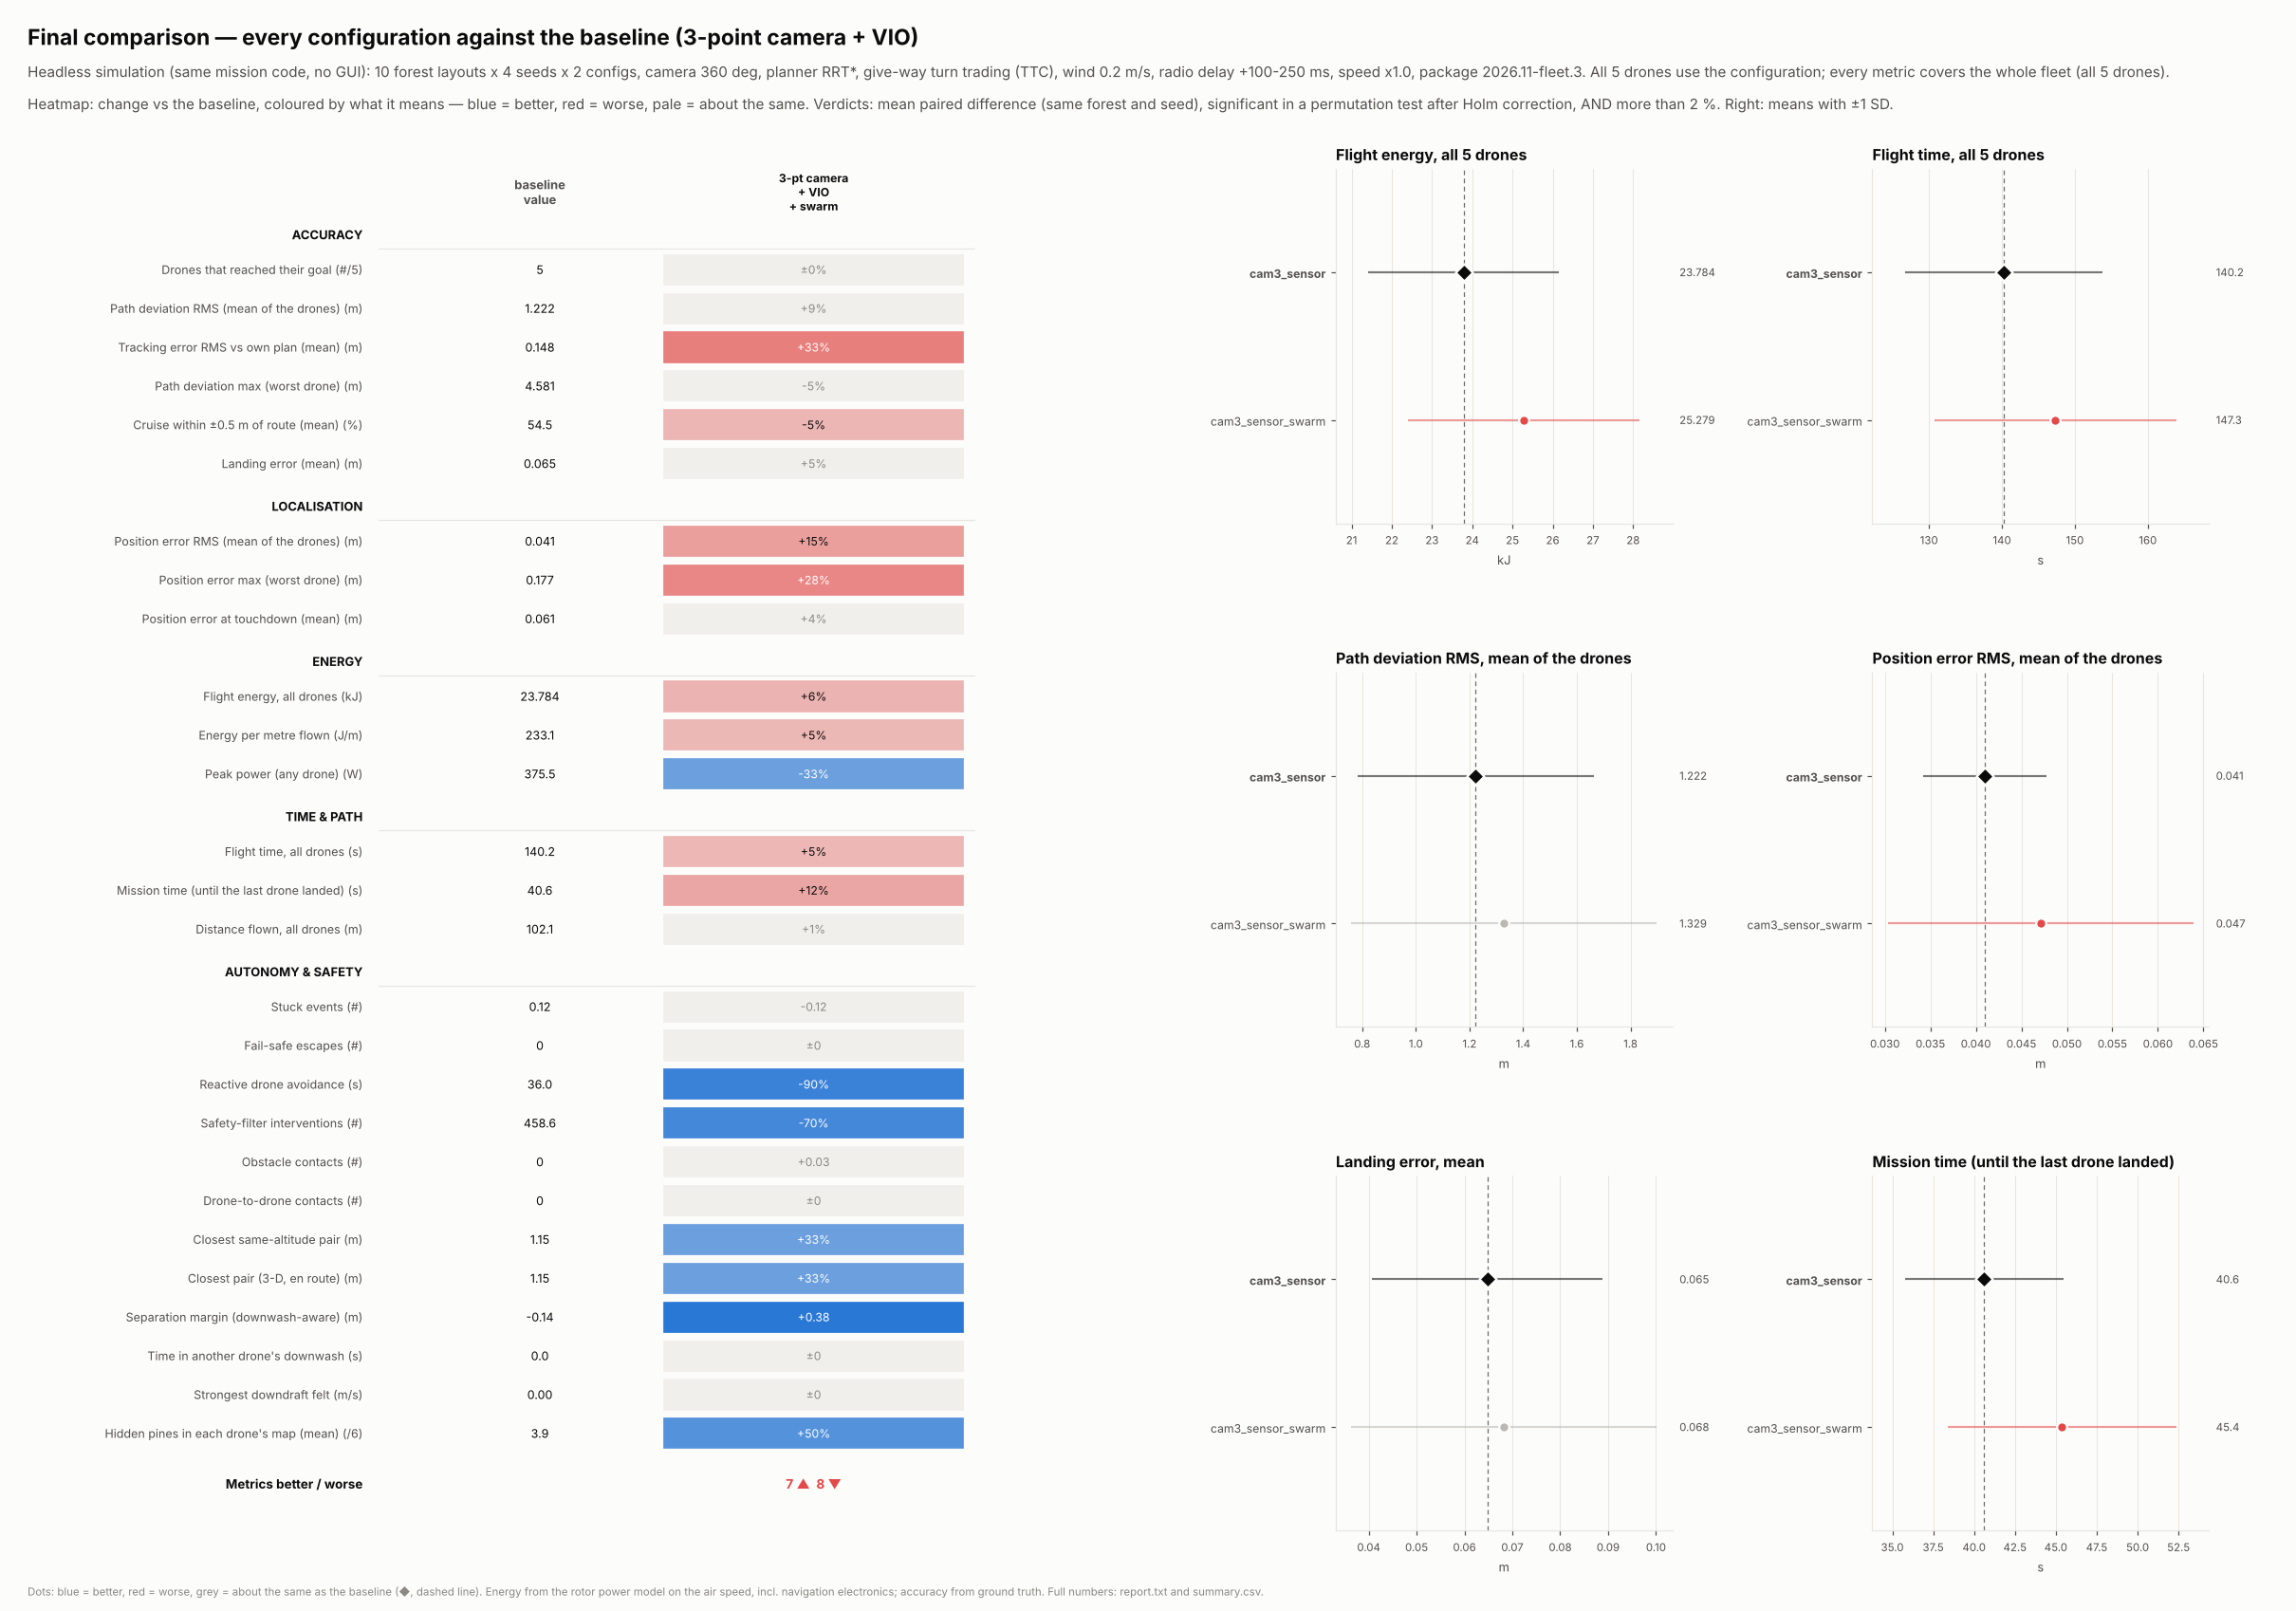 Final comparison — every configuration against the baseline (3-point camera + VIO)
Headless simulation (same mission code, no GUI): 10 forest layouts x 4 seeds x 2 configs, camera 360 deg, planner RRT*, give-way turn trading (TTC), wind 0.2 m/s, radio delay +100-250 ms, speed x1.0, package 2026.11-fleet.3. All 5 drones use the configuration; every metric covers the whole fleet (all 5 drones).
Heatmap: change vs the baseline, coloured by what it means — blue = better, red = worse, pale = about the same. Verdicts: mean paired difference (same forest and seed), significant in a permutation test after Holm correction, AND more than 2 %. Right: means with ±1 SD.
baseline
value
3-pt camera
+ VIO
+ swarm
ACCURACY
Drones that reached their goal (#/5) 5 ±0%
Path deviation RMS (mean of the drones) (m) 1.222 +9%
Tracking error RMS vs own plan (mean) (m) 0.148 +33%
Path deviation max (worst drone) (m) 4.581 -5%
Cruise within ±0.5 m of route (mean) (%) 54.5 -5%
Landing error (mean) (m) 0.065 +5%
LOCALISATION
Position error RMS (mean of the drones) (m) 0.041 +15%
Position error max (worst drone) (m) 0.177 +28%
Position error at touchdown (mean) (m) 0.061 +4%
ENERGY
Flight energy, all drones (kJ) 23.784 +6%
Energy per metre flown (J/m) 233.1 +5%
Peak power (any drone) (W) 375.5 -33%
TIME & PATH
Flight time, all drones (s) 140.2 +5%
Mission time (until the last drone landed) (s) 40.6 +12%
Distance flown, all drones (m) 102.1 +1%
AUTONOMY & SAFETY
Stuck events (#) 0.12 -0.12
Fail-safe escapes (#) 0 ±0
Reactive drone avoidance (s) 36.0 -90%
Safety-filter interventions (#) 458.6 -70%
Obstacle contacts (#) 0 +0.03
Drone-to-drone contacts (#) 0 ±0
Closest same-altitude pair (m) 1.15 +33%
Closest pair (3-D, en route) (m) 1.15 +33%
Separation margin (downwash-aware) (m) -0.14 +0.38
Time in another drone's downwash (s) 0.0 ±0
Strongest downdraft felt (m/s) 0.00 ±0
Hidden pines in each drone's map (mean) (/6) 3.9 +50%
Metrics better / worse 7 ▲ 8 ▼
Flight energy, all 5 drones
cam3_sensor 23.784
cam3_sensor_swarm 25.279
21 22 23 24 25 26 27 28
kJ
Flight time, all 5 drones
cam3_sensor 140.2
cam3_sensor_swarm 147.3
130 140 150 160
s
Path deviation RMS, mean of the drones
cam3_sensor 1.222
cam3_sensor_swarm 1.329
0.8 1.0 1.2 1.4 1.6 1.8
m
Position error RMS, mean of the drones
cam3_sensor 0.041
cam3_sensor_swarm 0.047
0.030 0.035 0.040 0.045 0.050 0.055 0.060 0.065
m
Landing error, mean
cam3_sensor 0.065
cam3_sensor_swarm 0.068
0.04 0.05 0.06 0.07 0.08 0.09 0.10
m
Mission time (until the last drone landed)
cam3_sensor 40.6
cam3_sensor_swarm 45.4
35.0 37.5 40.0 42.5 45.0 47.5 50.0 52.5
s
Dots: blue = better, red = worse, grey = about the same as the baseline (◆, dashed line). Energy from the rotor power model on the air speed, incl. navigation electronics; accuracy from ground truth. Full numbers: report.txt and summary.csv.